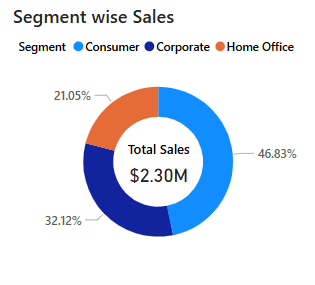 Segment wise Sales
Segment Consumer Corporate Home Office
21.05%
Total Sales
46.83%
$2.30M
32.12%